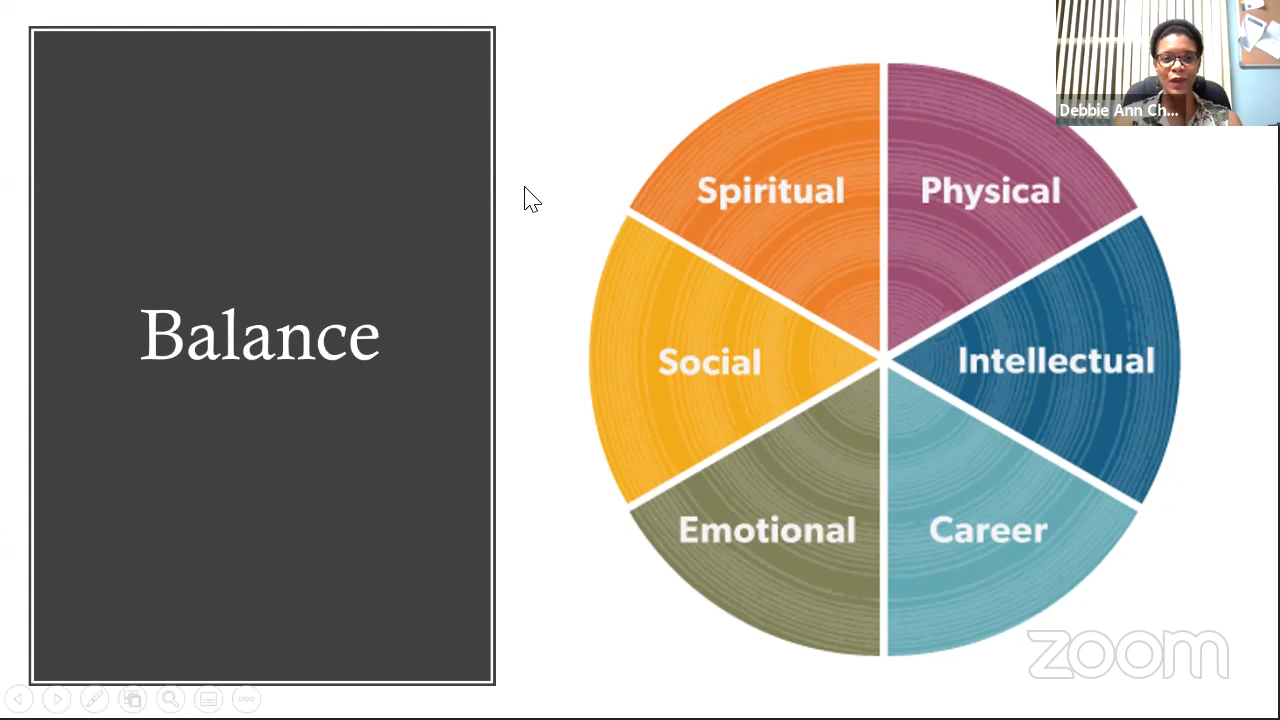 Balance
Spiritual
Physical
Social
Intellectual
Emotional
Career
Debbie Ann Ch...
zoom